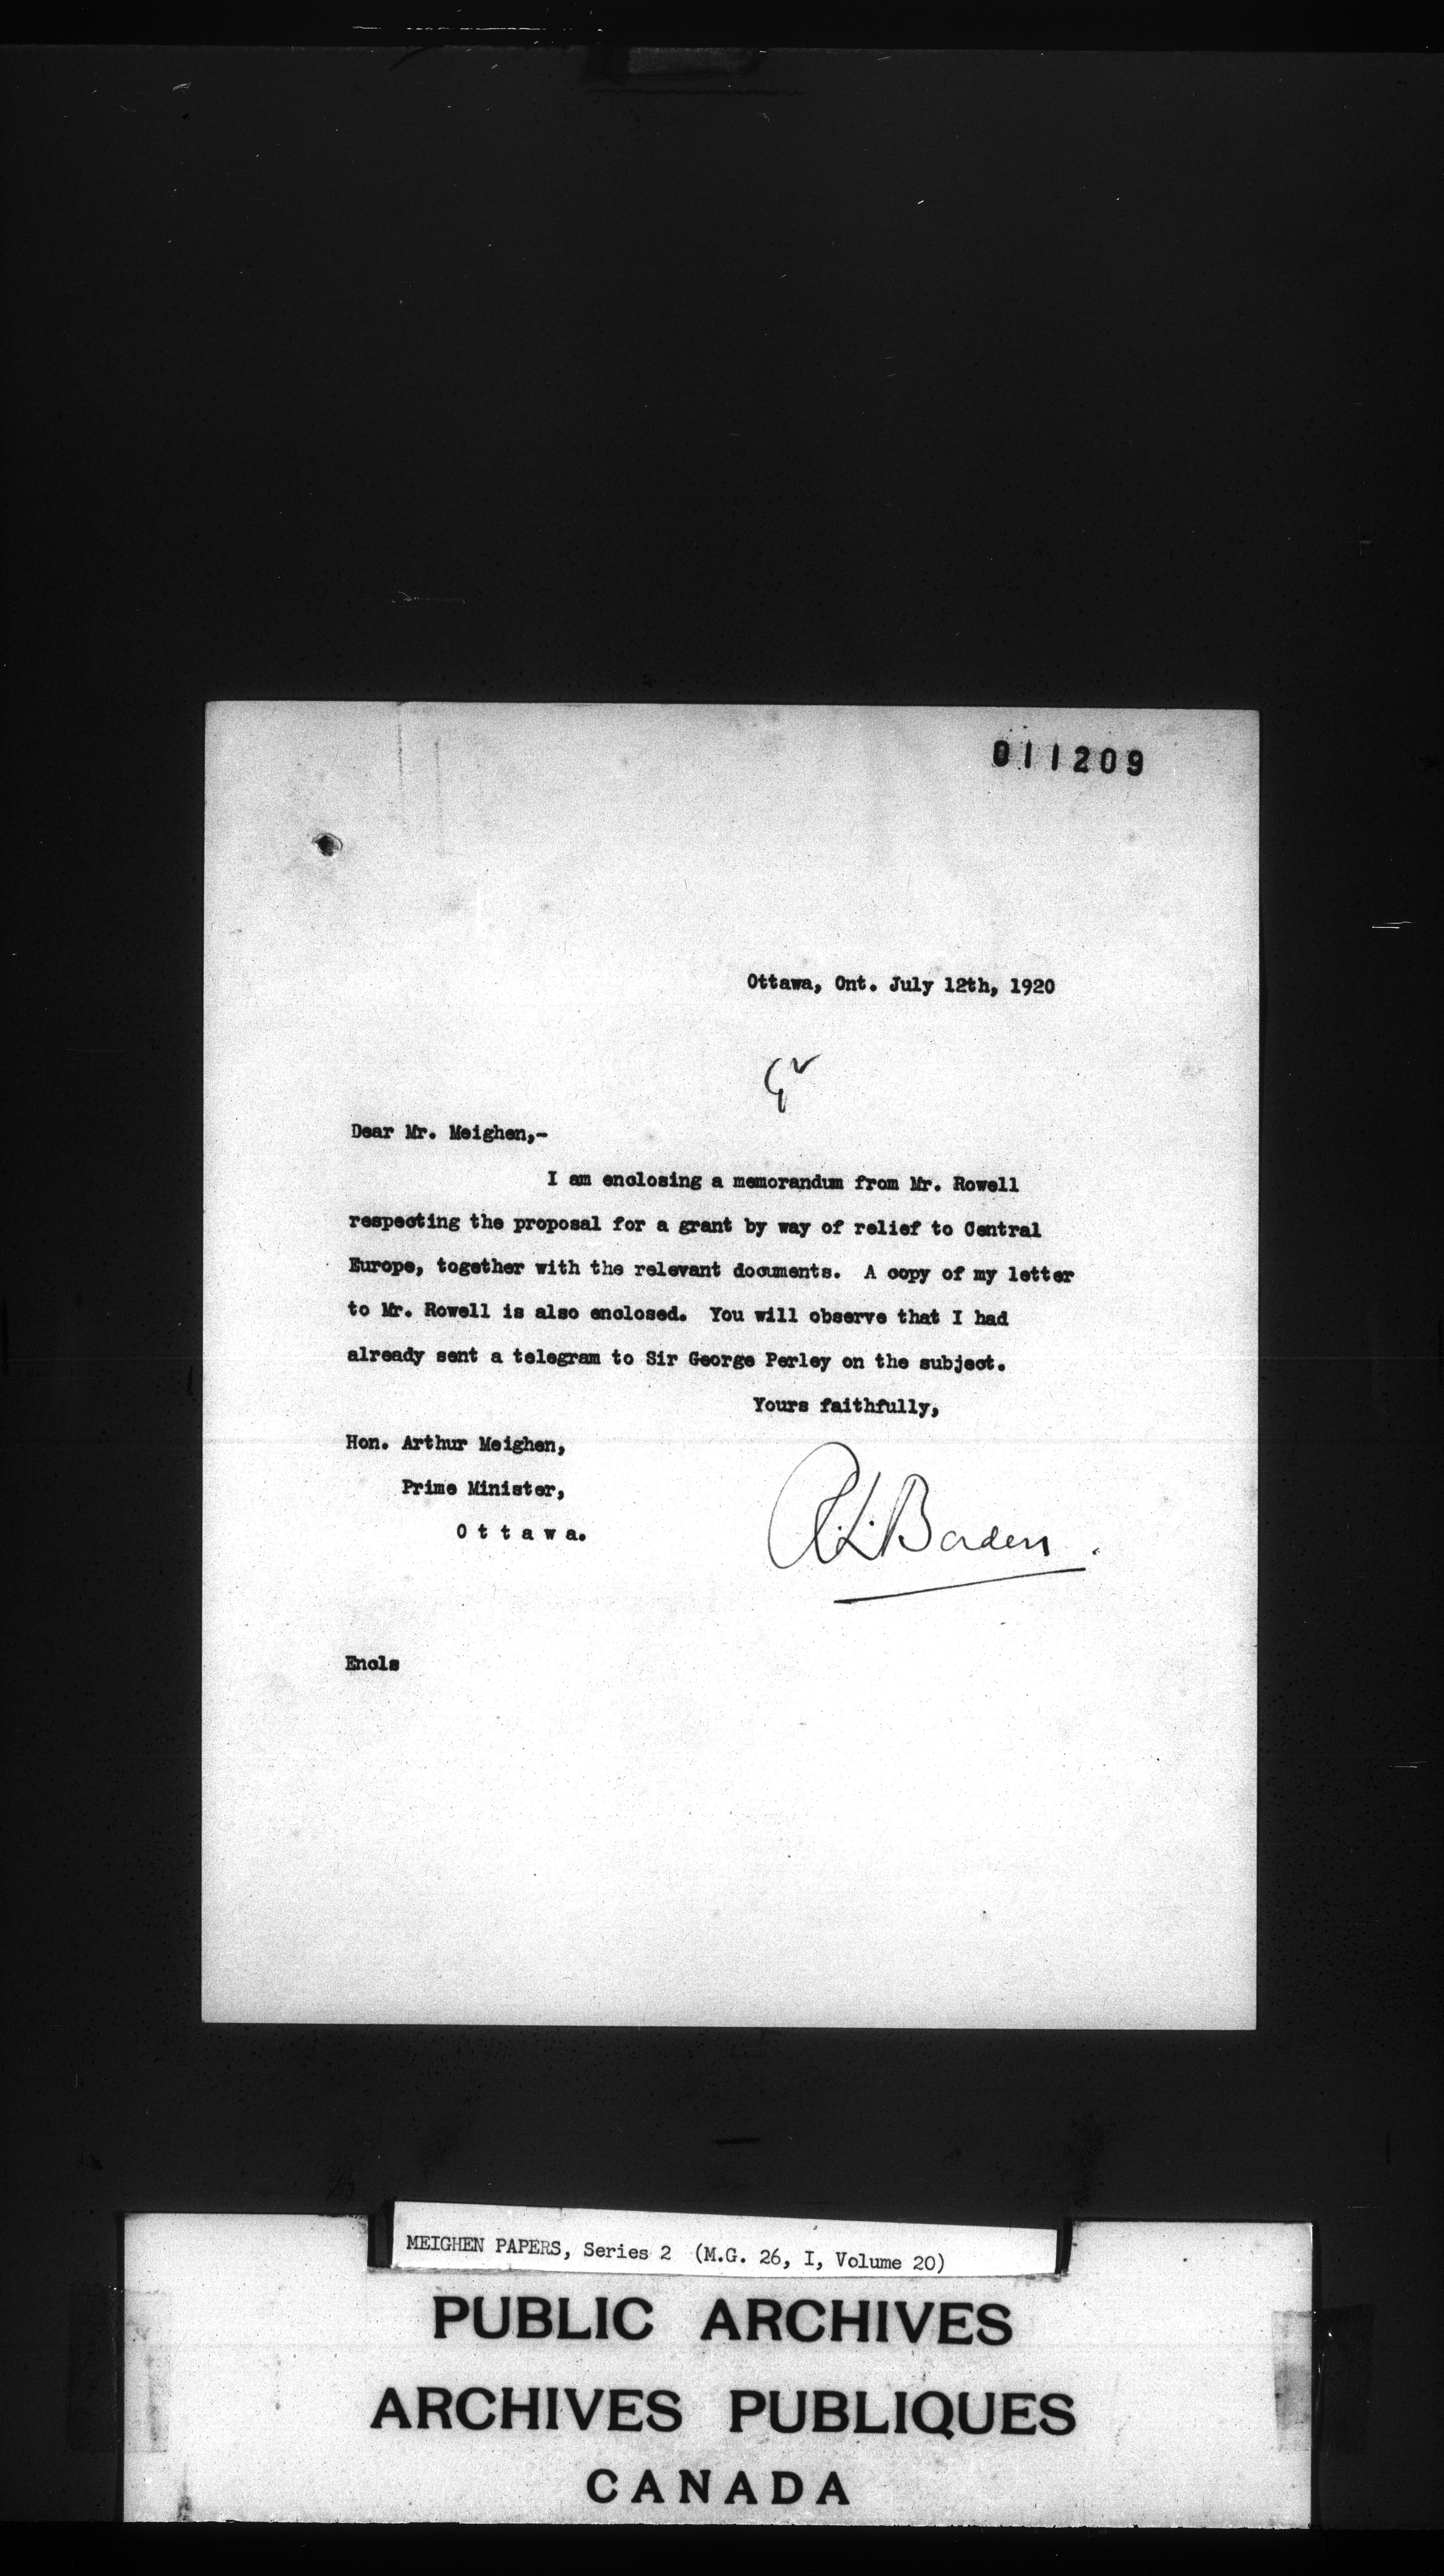 011209
Ottawa, Ont. July 12th, 1920
Dear Mr. Meighen,-
I am enclosing a memorandum from Mr. Rowell
respecting the proposal for a grant by way of relief to Central
Europe, together with the relevant documents. A copy of my letter
to Mr. Rowell is also enclosed. You will observe that I had
already sent a telegram to Sir George Perley on the subject.
Yours faithfully,
Hon. Arthur Meighen,
Prime Minister,
O t t a w a.
R.L. Borden.
Encls
MEIGHEN PAPERS, Series 2 (M.G. 26, I, Volume 20)
PUBLIC ARCHIVES
ARCHIVES PUBLIQUES
CANADA